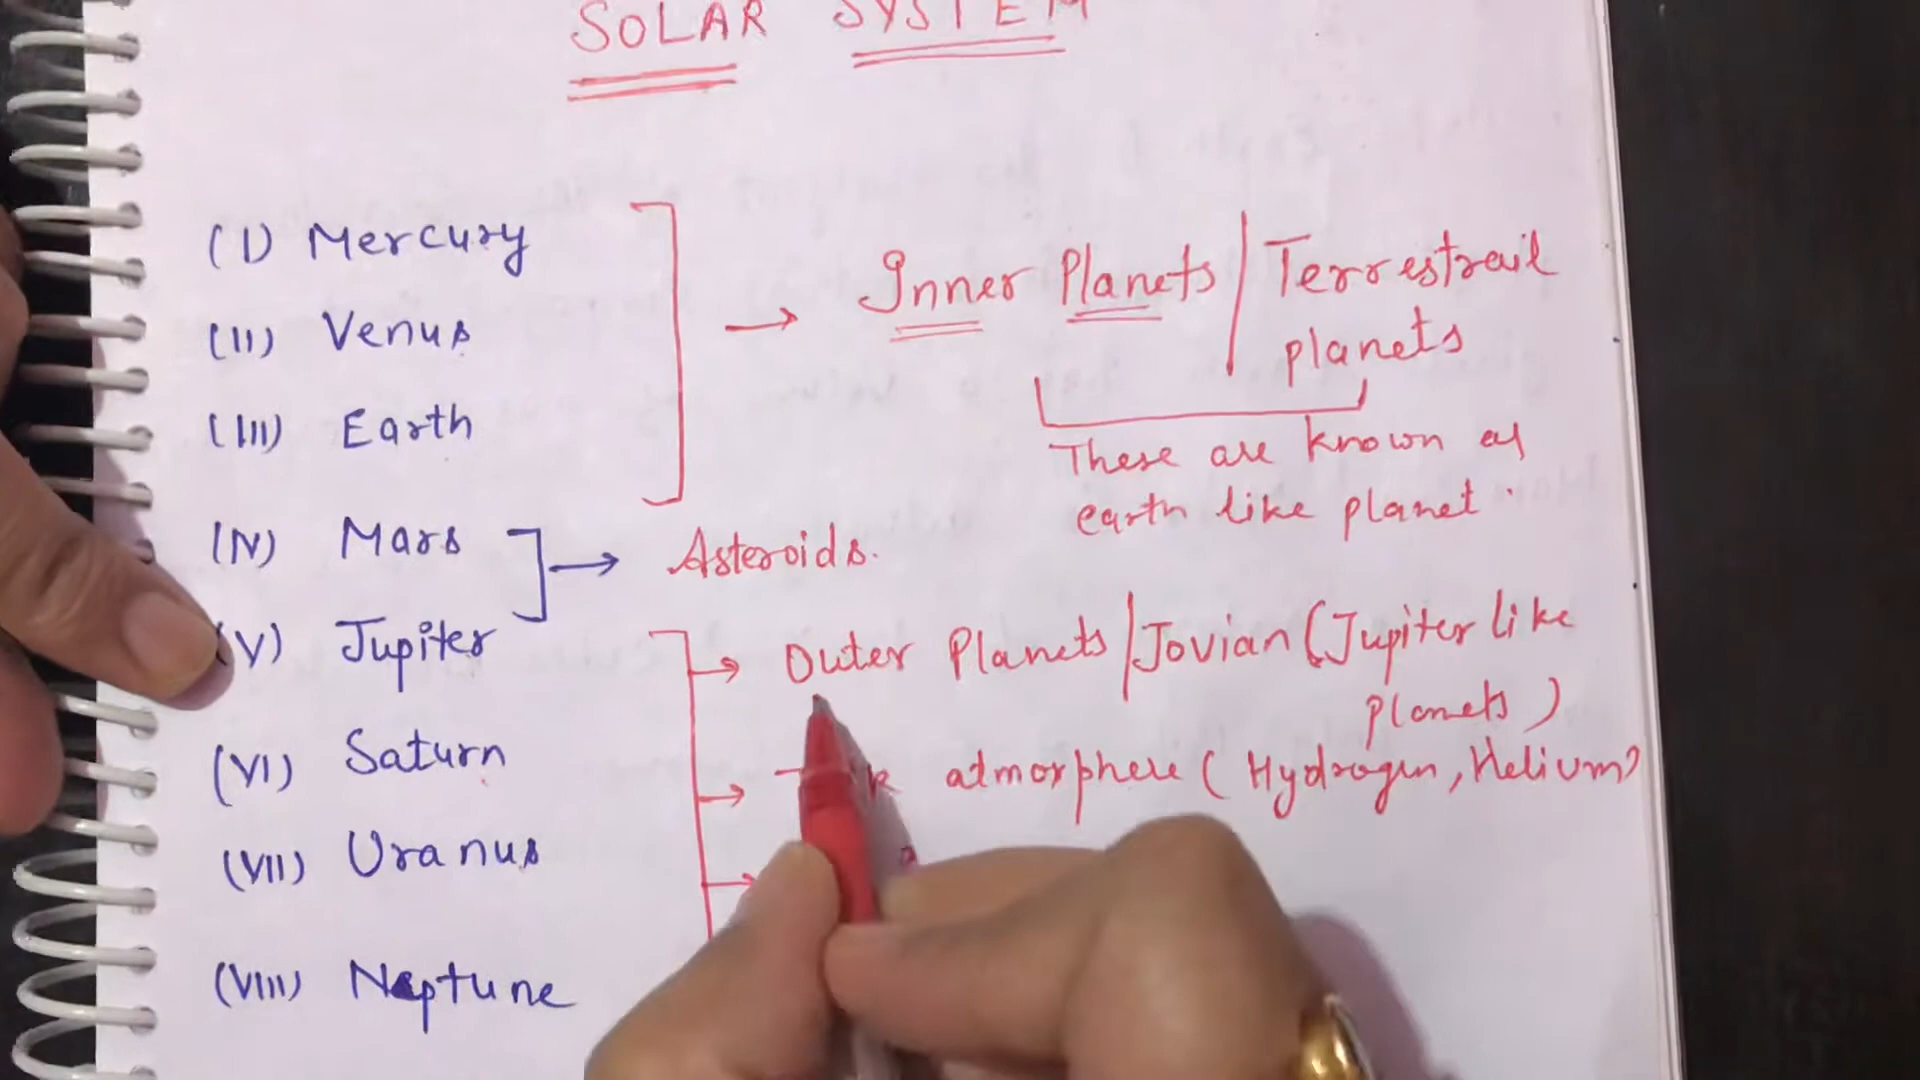 SOLAR SYSTEM
(I) Mercury
(II) Venus
(III) Earth
(IV) Mars
(V) Jupiter
(VI) Saturn
(VII) Uranus
(VIII) Neptune
Inner Planets / Terrestrail
planets
These are known as
earth like planet.
Asteroids.
Outer Planets / Jovian (Jupiter like
planets)
atmosphere (Hydrogen, Helium)